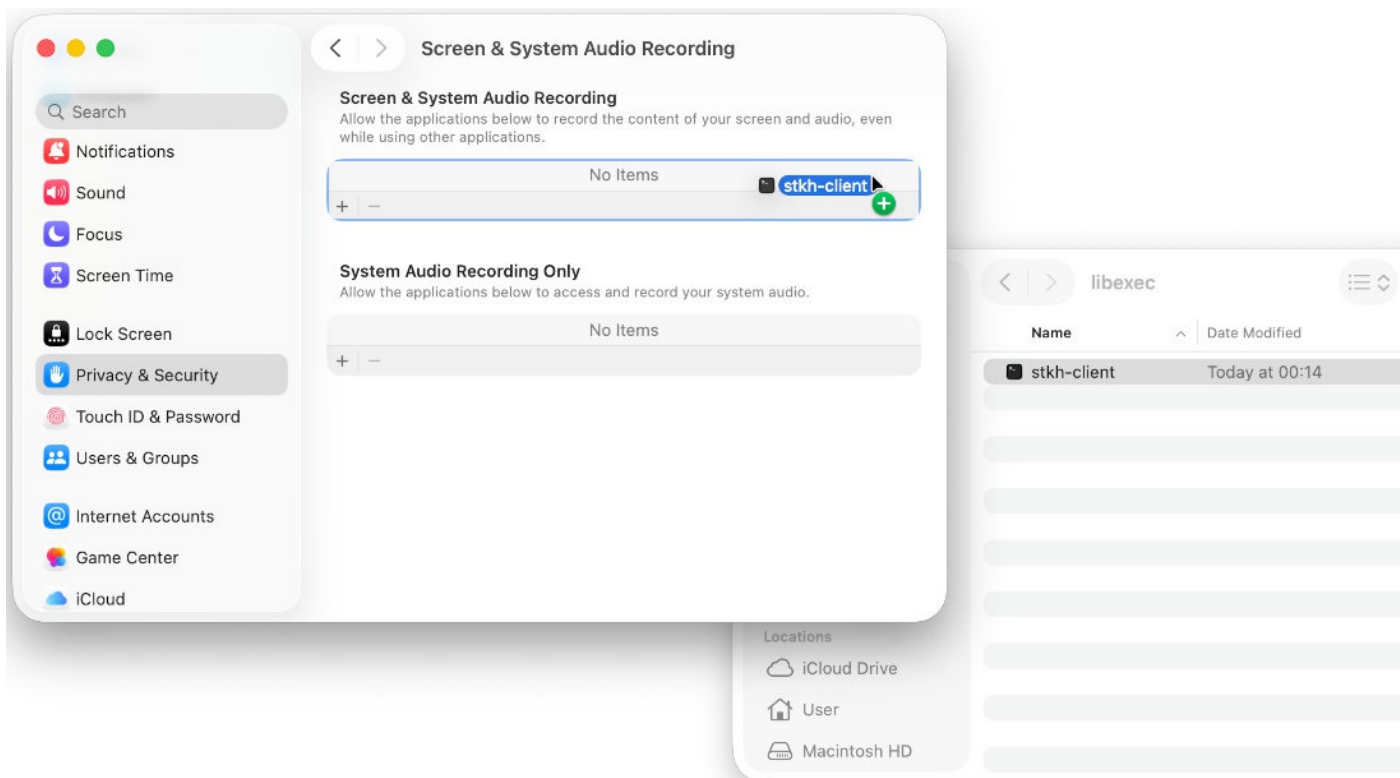 Screen & System Audio Recording
Search
Notifications
Sound
Focus
Screen Time
Lock Screen
Privacy & Security
Touch ID & Password
Users & Groups
Internet Accounts
Game Center
iCloud
Screen & System Audio Recording
Allow the applications below to record the content of your screen and audio, even
while using other applications.
No Items
stkh-client
+ −
System Audio Recording Only
Allow the applications below to access and record your system audio.
No Items
+ −
libexec
Name Date Modified
stkh-client Today at 00:14
Locations
iCloud Drive
User
Macintosh HD